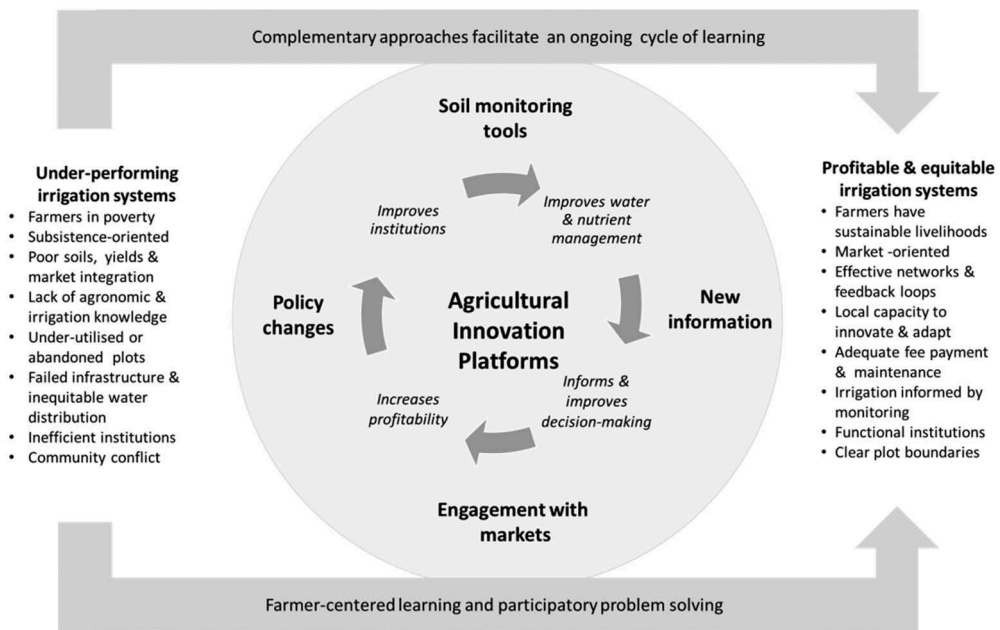 Complementary approaches facilitate an ongoing cycle of learning
Under-performing
irrigation systems
• Farmers in poverty
• Subsistence-oriented
• Poor soils, yields &
market integration
• Lack of agronomic &
irrigation knowledge
• Under-utilised or
abandoned plots
• Failed infrastructure &
inequitable water
distribution
• Inefficient institutions
• Community conflict
Soil monitoring
tools
Improves
institutions
Improves water
& nutrient
management
Policy
changes
Agricultural
Innovation
Platforms
New
information
Increases
profitability
Informs &
improves
decision-making
Engagement with
markets
Profitable & equitable
irrigation systems
• Farmers have
sustainable livelihoods
• Market -oriented
• Effective networks &
feedback loops
• Local capacity to
innovate & adapt
• Adequate fee payment
& maintenance
• Irrigation informed by
monitoring
• Functional institutions
• Clear plot boundaries
Farmer-centered learning and participatory problem solving